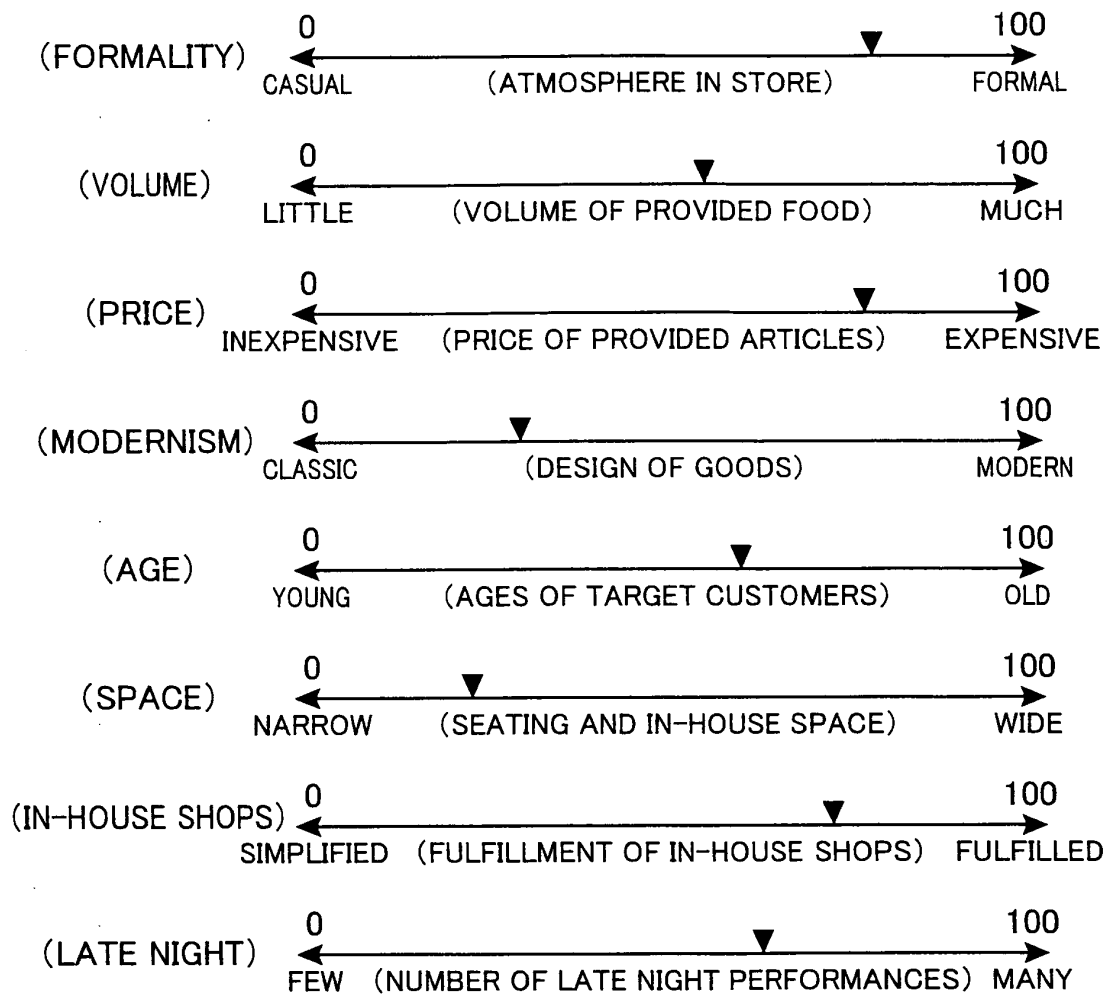 0 100
(FORMALITY)
CASUAL (ATMOSPHERE IN STORE) FORMAL
0 100
(VOLUME)
LITTLE (VOLUME OF PROVIDED FOOD) MUCH
0 100
(PRICE)
INEXPENSIVE (PRICE OF PROVIDED ARTICLES) EXPENSIVE
0 100
(MODERNISM)
CLASSIC (DESIGN OF GOODS) MODERN
0 100
(AGE)
YOUNG (AGES OF TARGET CUSTOMERS) OLD
0 100
(SPACE)
NARROW (SEATING AND IN-HOUSE SPACE) WIDE
0 100
(IN-HOUSE SHOPS)
SIMPLIFIED (FULFILLMENT OF IN-HOUSE SHOPS) FULFILLED
0 100
(LATE NIGHT)
FEW (NUMBER OF LATE NIGHT PERFORMANCES) MANY